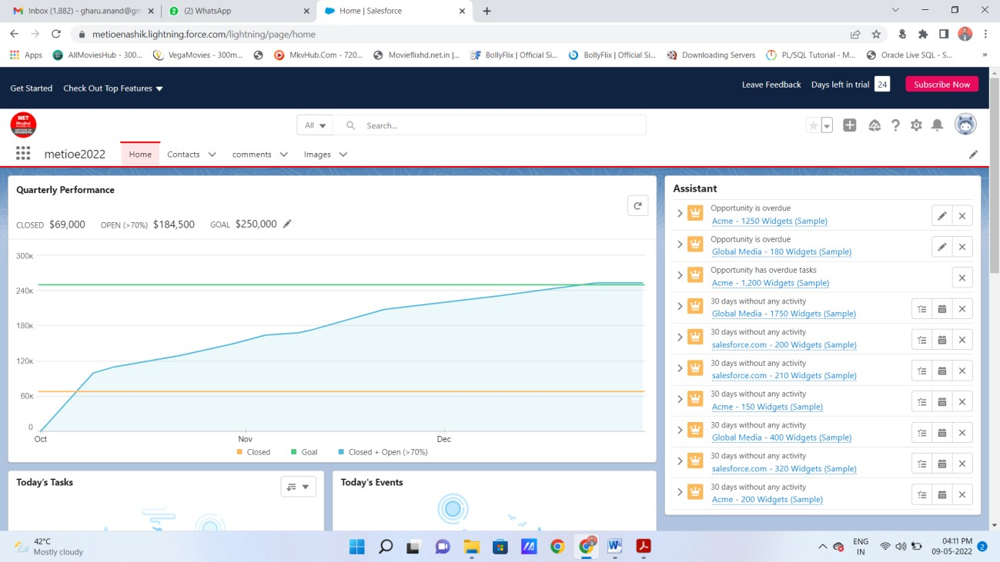 Inbox (1,882) - gharu.anand@gm
(2) WhatsApp
Home | Salesforce
metioenashik.lightning.force.com/lightning/page/home
Apps
AllMoviesHub - 300...
VegaMovies - 300m...
MkvHub.Com - 720...
Movieflixhd.net.in |...
BollyFlix | Official Si...
BollyFlix | Official Si...
Downloading Servers
PL/SQL Tutorial - M...
Oracle Live SQL - S...
»
Get Started
Check Out Top Features
Leave Feedback
Days left in trial 24
Subscribe Now
MET
All
Search...
metioe2022
Home
Contacts
comments
Images
Quarterly Performance
CLOSED $69,000 OPEN (>70%) $184,500 GOAL $250,000
300K
240K
180K
120K
60K
0
Oct
Nov
Dec
Closed
Goal
Closed + Open (>70%)
Today's Tasks
Today's Events
Assistant
Opportunity is overdue
Acme - 1250 Widgets (Sample)
Opportunity is overdue
Global Media - 180 Widgets (Sample)
Opportunity has overdue tasks
Acme - 1,200 Widgets (Sample)
30 days without any activity
Global Media - 1750 Widgets (Sample)
30 days without any activity
salesforce.com - 200 Widgets (Sample)
30 days without any activity
salesforce.com - 210 Widgets (Sample)
30 days without any activity
Acme - 150 Widgets (Sample)
30 days without any activity
Global Media - 400 Widgets (Sample)
30 days without any activity
salesforce.com - 320 Widgets (Sample)
30 days without any activity
Acme - 200 Widgets (Sample)
42°C
Mostly cloudy
ENG
IN
04:11 PM
09-05-2022
2